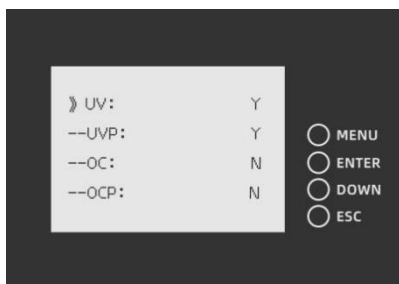 》UV: Y
--UVP: Y
--OC: N
--OCP: N
MENU
ENTER
DOWN
ESC